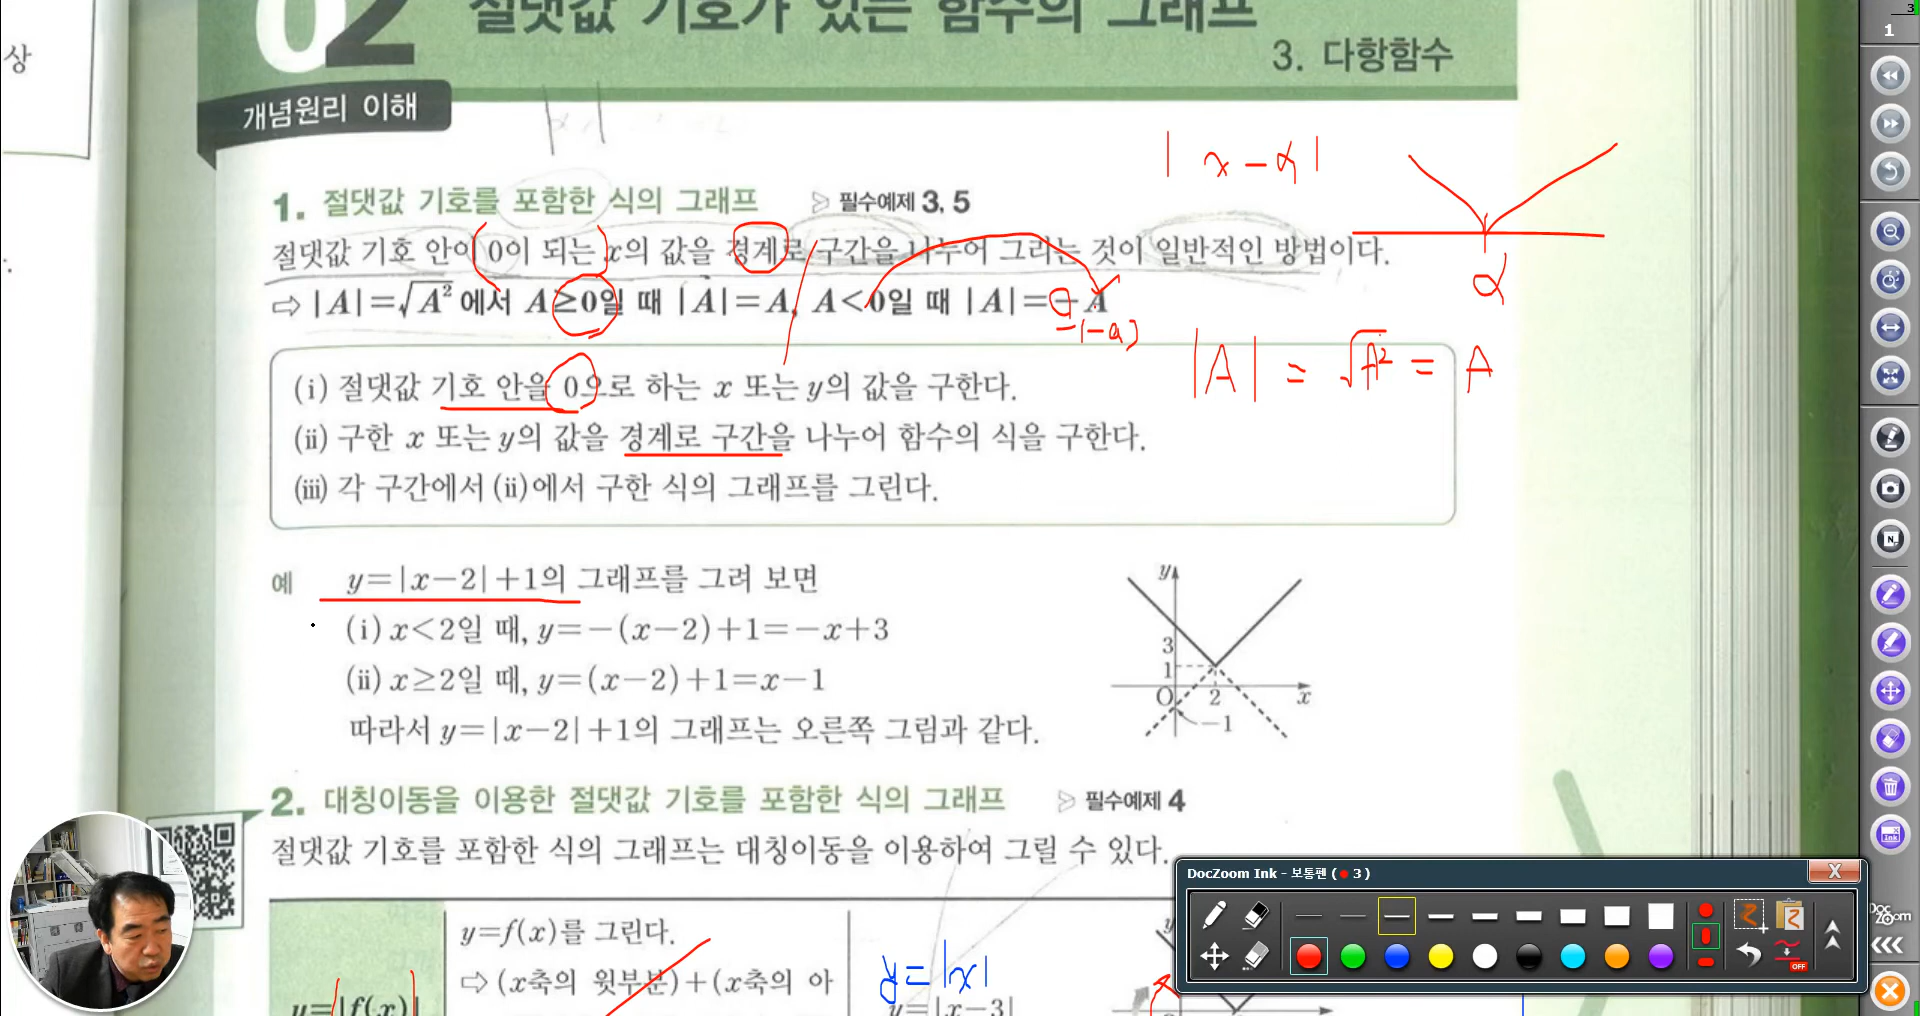 상
02 절댓값 기호가 있는 함수의 그래프
3. 다항함수
개념원리 이해
1. 절댓값 기호를 포함한 식의 그래프 필수예제 3, 5
절댓값 기호 안이 0이 되는 x의 값을 경계로 구간을 나누어 그리는 것이 일반적인 방법이다.
⇨ |A|=√A² 에서 A≥0일 때 |A|=A, A<0일 때 |A|=-A
-(-a)
|x-α|
α
|A| = √A² = A
(i) 절댓값 기호 안을 0으로 하는 x 또는 y의 값을 구한다.
(ii) 구한 x 또는 y의 값을 경계로 구간을 나누어 함수의 식을 구한다.
(iii) 각 구간에서 (ii)에서 구한 식의 그래프를 그린다.
예 y=|x-2|+1의 그래프를 그려 보면
(i) x<2일 때, y=-(x-2)+1=-x+3
(ii) x≥2일 때, y=(x-2)+1=x-1
따라서 y=|x-2|+1의 그래프는 오른쪽 그림과 같다.
y
3
1
O 2 x
-1
2. 대칭이동을 이용한 절댓값 기호를 포함한 식의 그래프 필수예제 4
절댓값 기호를 포함한 식의 그래프는 대칭이동을 이용하여 그릴 수 있다.
y=f(x)를 그린다.
⇨ (x축의 윗부분)+(x축의 아
y=|f(x)|
y=|x|
y=|x-3|
DocZoom Ink - 보통펜 ( 3 )
X
OFF
3
1
N
Ink
Doc Zoom